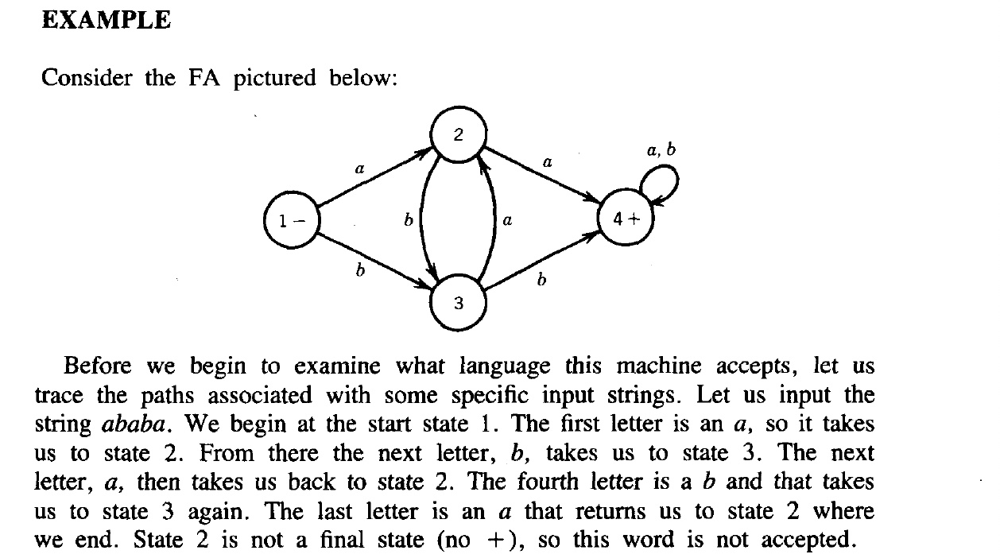 EXAMPLE
Consider the FA pictured below:
2
a, b
a
a
1 −
b
a
4 +
b
b
3
Before we begin to examine what language this machine accepts, let us
trace the paths associated with some specific input strings. Let us input the
string ababa. We begin at the start state 1. The first letter is an a, so it takes
us to state 2. From there the next letter, b, takes us to state 3. The next
letter, a, then takes us back to state 2. The fourth letter is a b and that takes
us to state 3 again. The last letter is an a that returns us to state 2 where
we end. State 2 is not a final state (no +), so this word is not accepted.